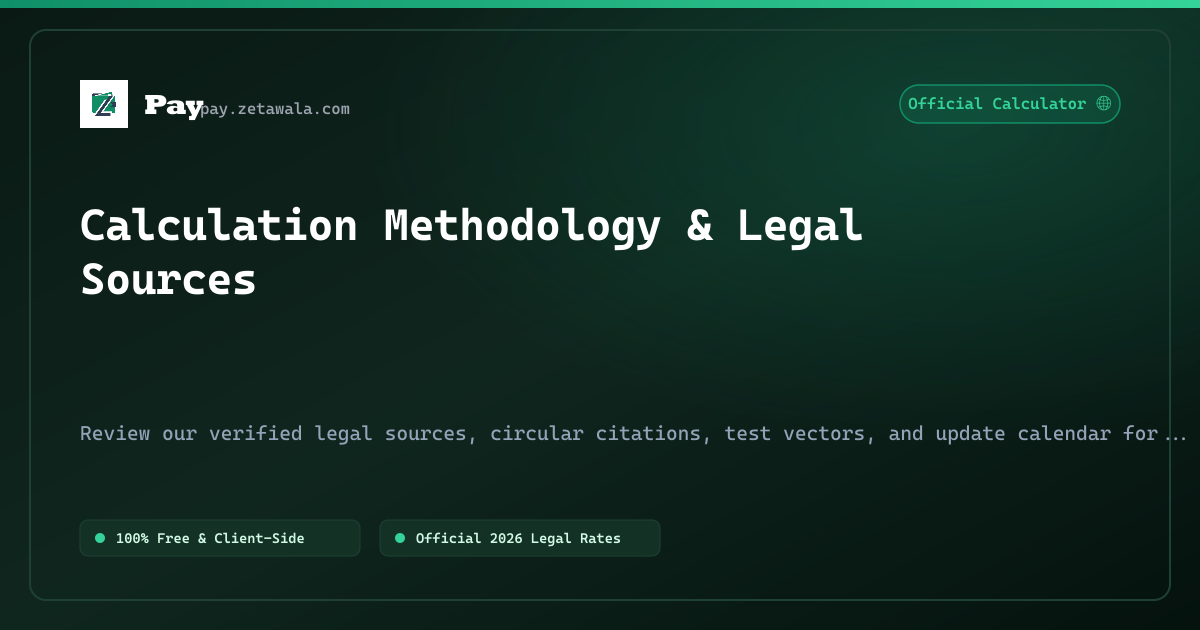 Pay
pay.zetawala.com
Official Calculator
Calculation Methodology & Legal
Sources
Review our verified legal sources, circular citations, test vectors, and update calendar for...
100% Free & Client-Side
Official 2026 Legal Rates